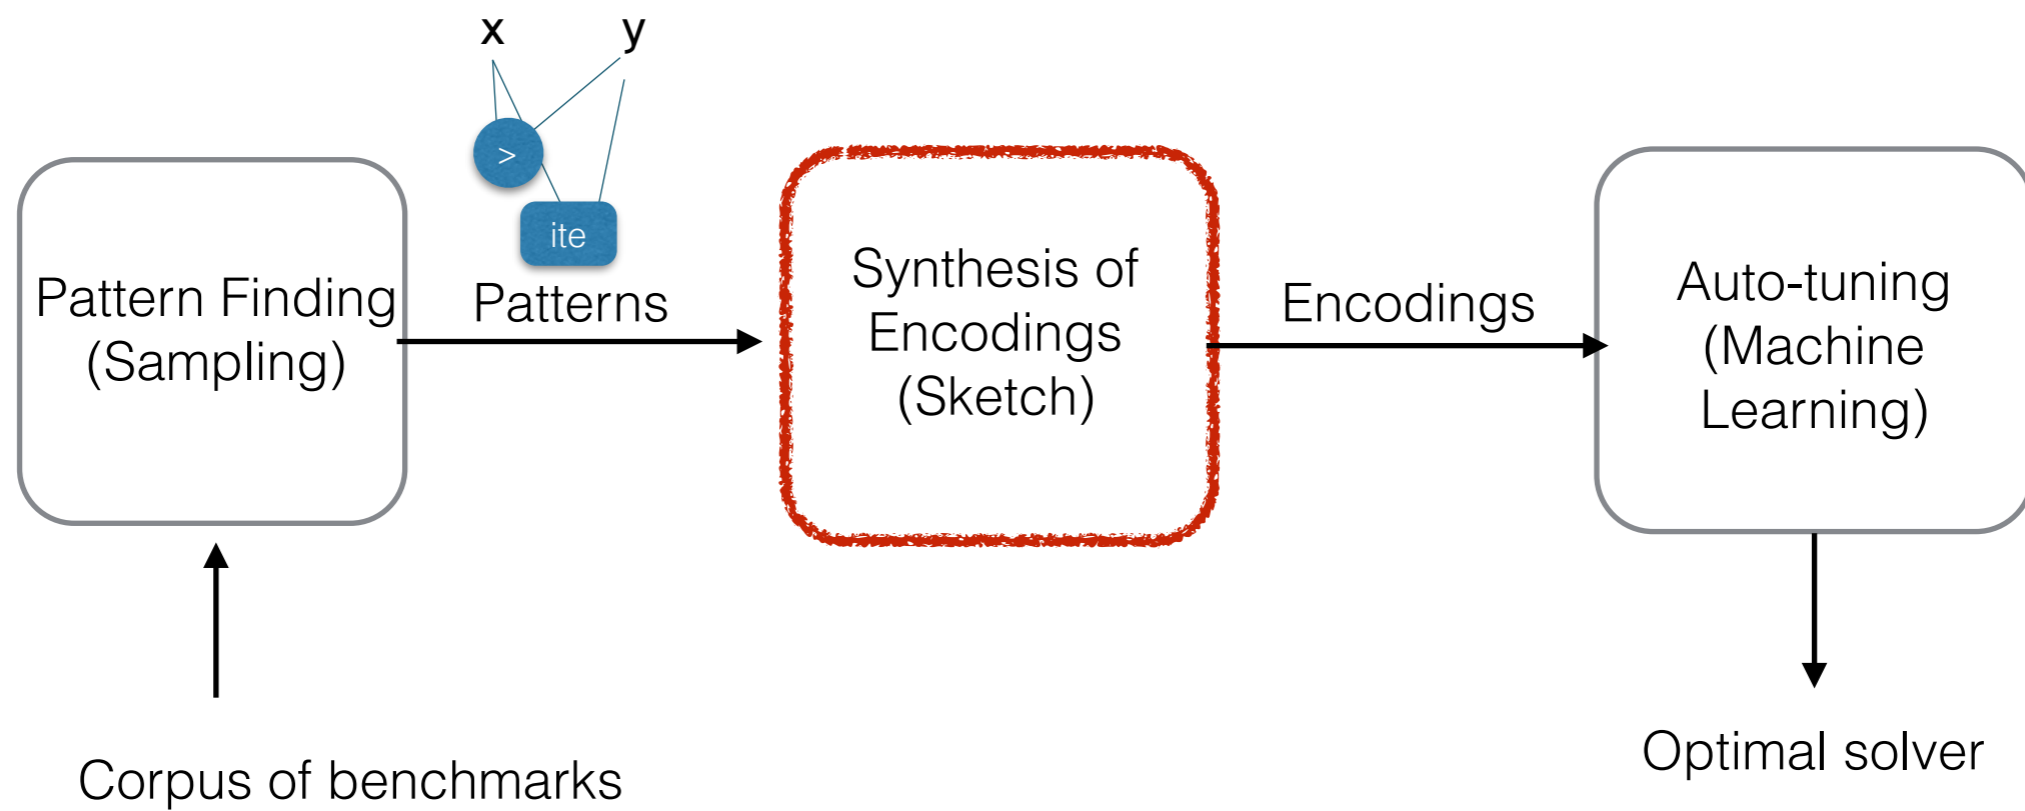 x
y
>
ite
Pattern Finding
(Sampling)
Patterns
Synthesis of
Encodings
(Sketch)
Encodings
Auto-tuning
(Machine
Learning)
Corpus of benchmarks
Optimal solver